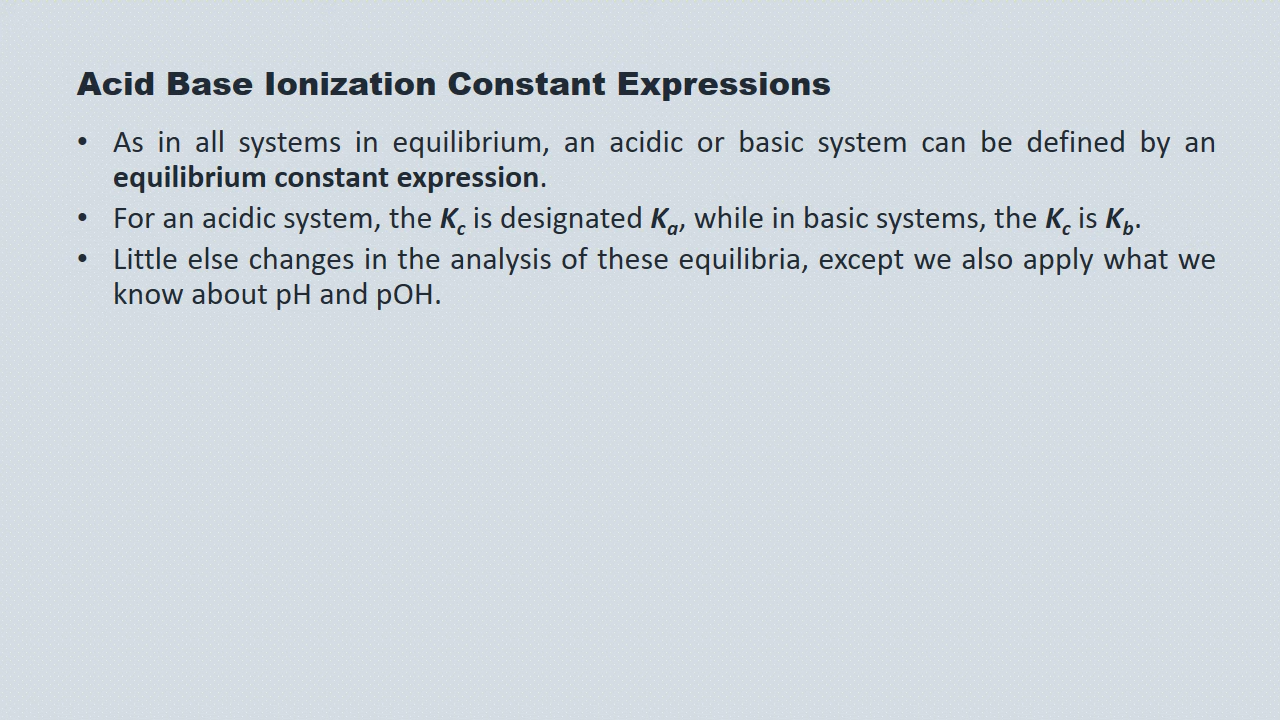 Acid Base Ionization Constant Expressions
• As in all systems in equilibrium, an acidic or basic system can be defined by an
equilibrium constant expression.
• For an acidic system, the Kc is designated Ka, while in basic systems, the Kc is Kb.
• Little else changes in the analysis of these equilibria, except we also apply what we
know about pH and pOH.